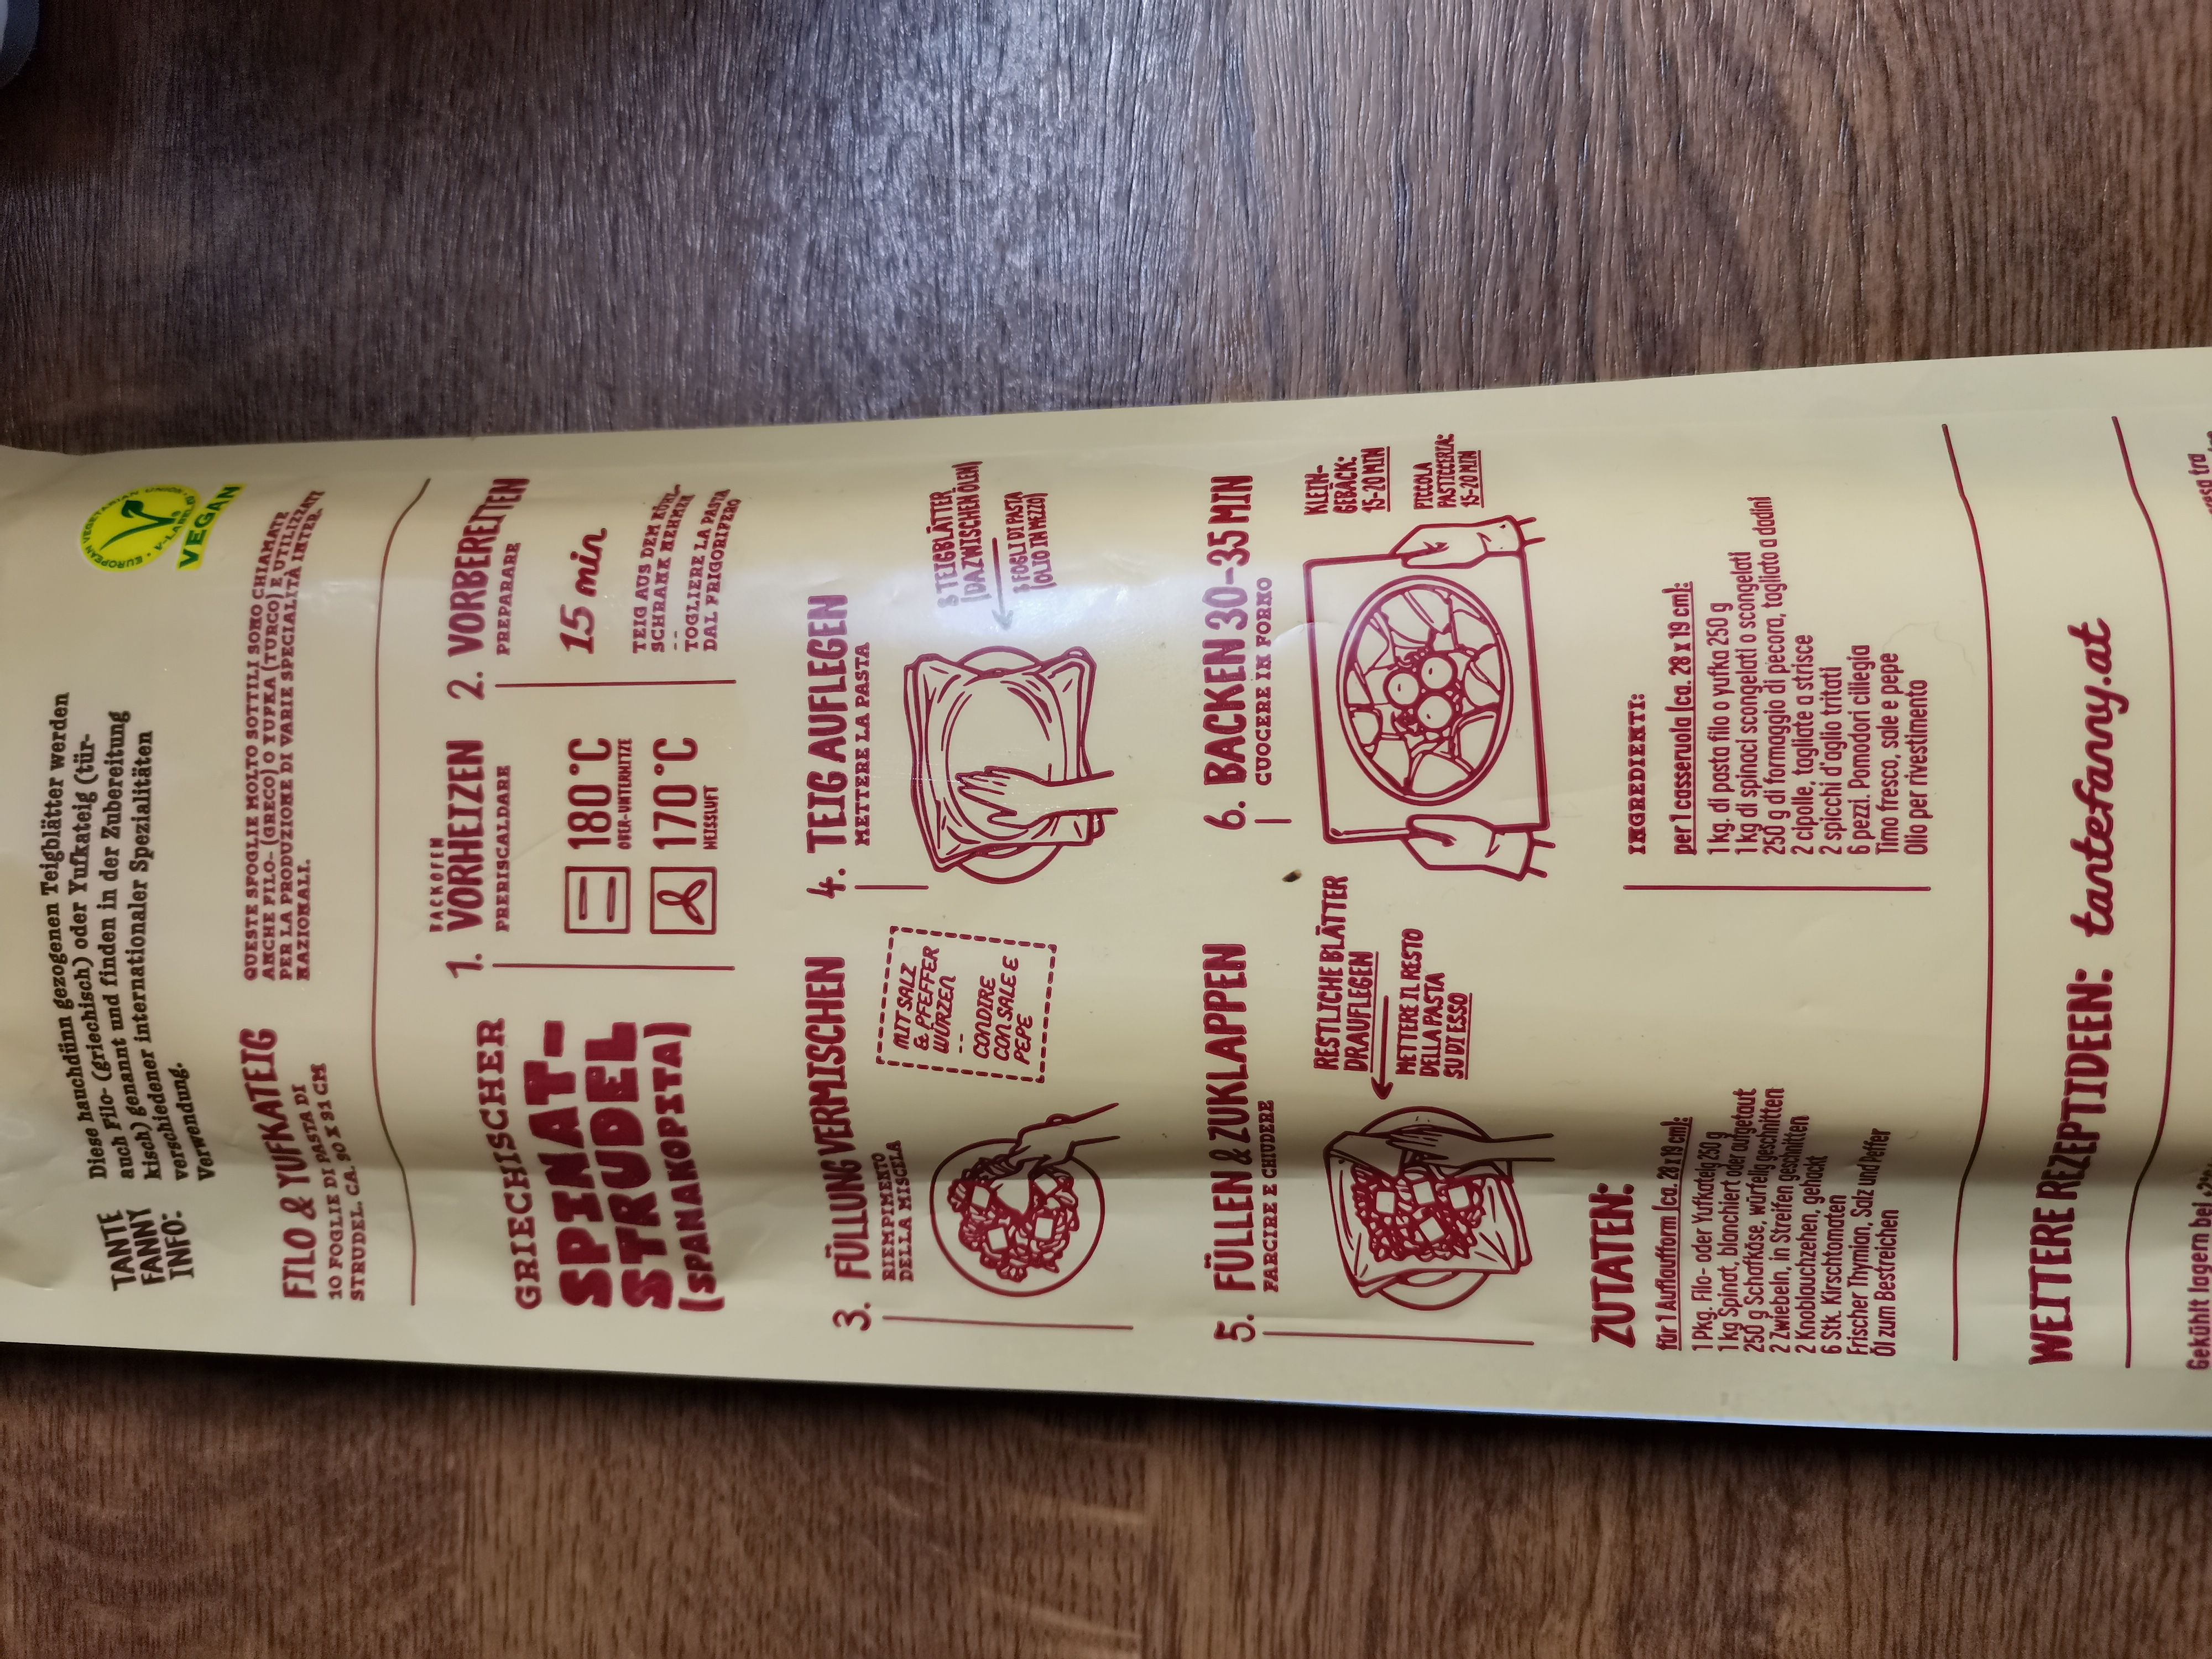 TANTE
FANNY
INFO:
Diese hauchdünn gezogenen Teigblätter werden
auch Filo- (griechisch) oder Yufkateig (tür-
kisch) genannt und finden in der Zubereitung
verschiedener internationaler Spezialitäten
Verwendung.
EUROPEAN VEGETARIAN UNION
V-LABEL
VEGAN
FILO & YUFKATEIG
10 FOGLIE DI PASTA DI
STRUDEL. CA. 30 X 31 CM
QUESTE SFOGLIE MOLTO SOTTILI SONO CHIAMATE
ANCHE FILO- (GRECO) O YUFKA (TURCO) E UTILIZZATE
PER LA PRODUZIONE DI VARIE SPECIALITÀ INTER-
NAZIONALI.
GRIECHISCHER
SPINAT-
STRUDEL
(SPANAKOPITA)
1. BACKOFEN
VORHEIZEN
PRERISCALDARE
180°C
OBER-UNTERHITZE
170°C
HEISSLUFT
2. VORBEREITEN
PREPARARE
15 min
TEIG AUS DEM KÜHL-
SCHRANK NEHMEN
--
TOGLIERE LA PASTA
DAL FRIGORIFERO
3. FÜLLUNG VERMISCHEN
RIEMPIMENTO
DELLA MISCELA
MIT SALZ
& PFEFFER
WÜRZEN
--
CONDIRE
CON SALE E
PEPE
4. TEIG AUFLEGEN
METTERE LA PASTA
TEIGBLÄTTER
(DAZWISCHEN ÖLEN)
FOGLI DI PASTA
(OLIO IN MEZZO)
5. FÜLLEN & ZUKLAPPEN
FARCIRE E CHIUDERE
RESTLICHE BLÄTTER
DRAUFLEGEN
METTERE IL RESTO
DELLA PASTA
SU DI ESSO
6. BACKEN 30-35 MIN
CUOCERE IN FORNO
KLEIN-
GEBÄCK:
15-20 MIN
PICCOLA
PASTICCERIA:
15-20 MIN
ZUTATEN:
für 1 Auflaufform (ca. 28 x 19 cm):
1 Pkg. Filo- oder Yufkateig 250 g
1 kg Spinat, blanchiert oder aufgetaut
250 g Schafkäse, würfelig geschnitten
2 Zwiebeln, in Streifen geschnitten
2 Knoblauchzehen, gehackt
6 Stk. Kirschtomaten
Frischer Thymian, Salz und Peffer
Öl zum Bestreichen
INGREDIENTI:
per 1 casseruola (ca. 28 x 19 cm):
1 kg. di pasta filo o yufka 250 g
1 kg di spinaci scongelati o scongelati
250 g di formaggio di pecora, tagliato a dadini
2 cipolle, tagliate a strisce
2 spicchi d'aglio tritati
6 pezzi. Pomodori ciliegia
Timo fresco, sale e pepe
Olio per rivestimento
WEITERE REZEPTIDEEN: tantefanny.at
Gekühlt lagern bei